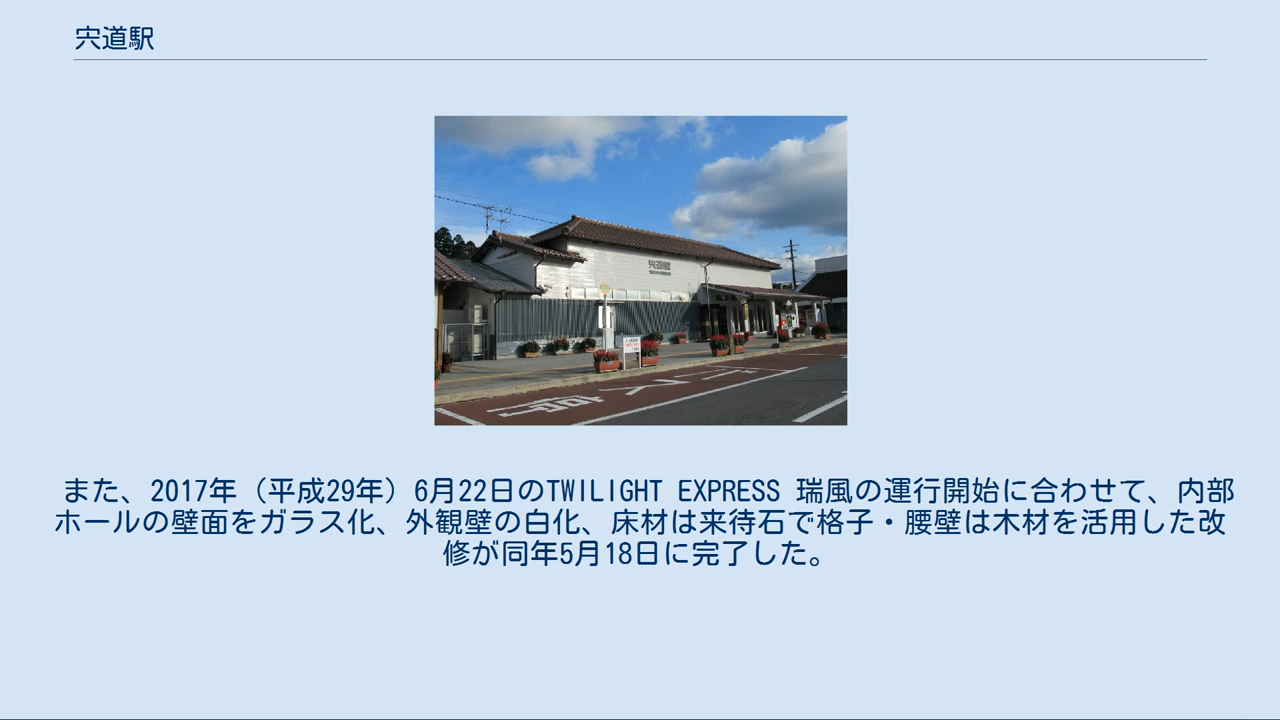 宍道駅
また、2017年（平成29年）6月22日のTWILIGHT EXPRESS 瑞風の運行開始に合わせて、内部
ホールの壁面をガラス化、外観壁の白化、床材は来待石で格子・腰壁は木材を活用した改
修が同年5月18日に完了した。